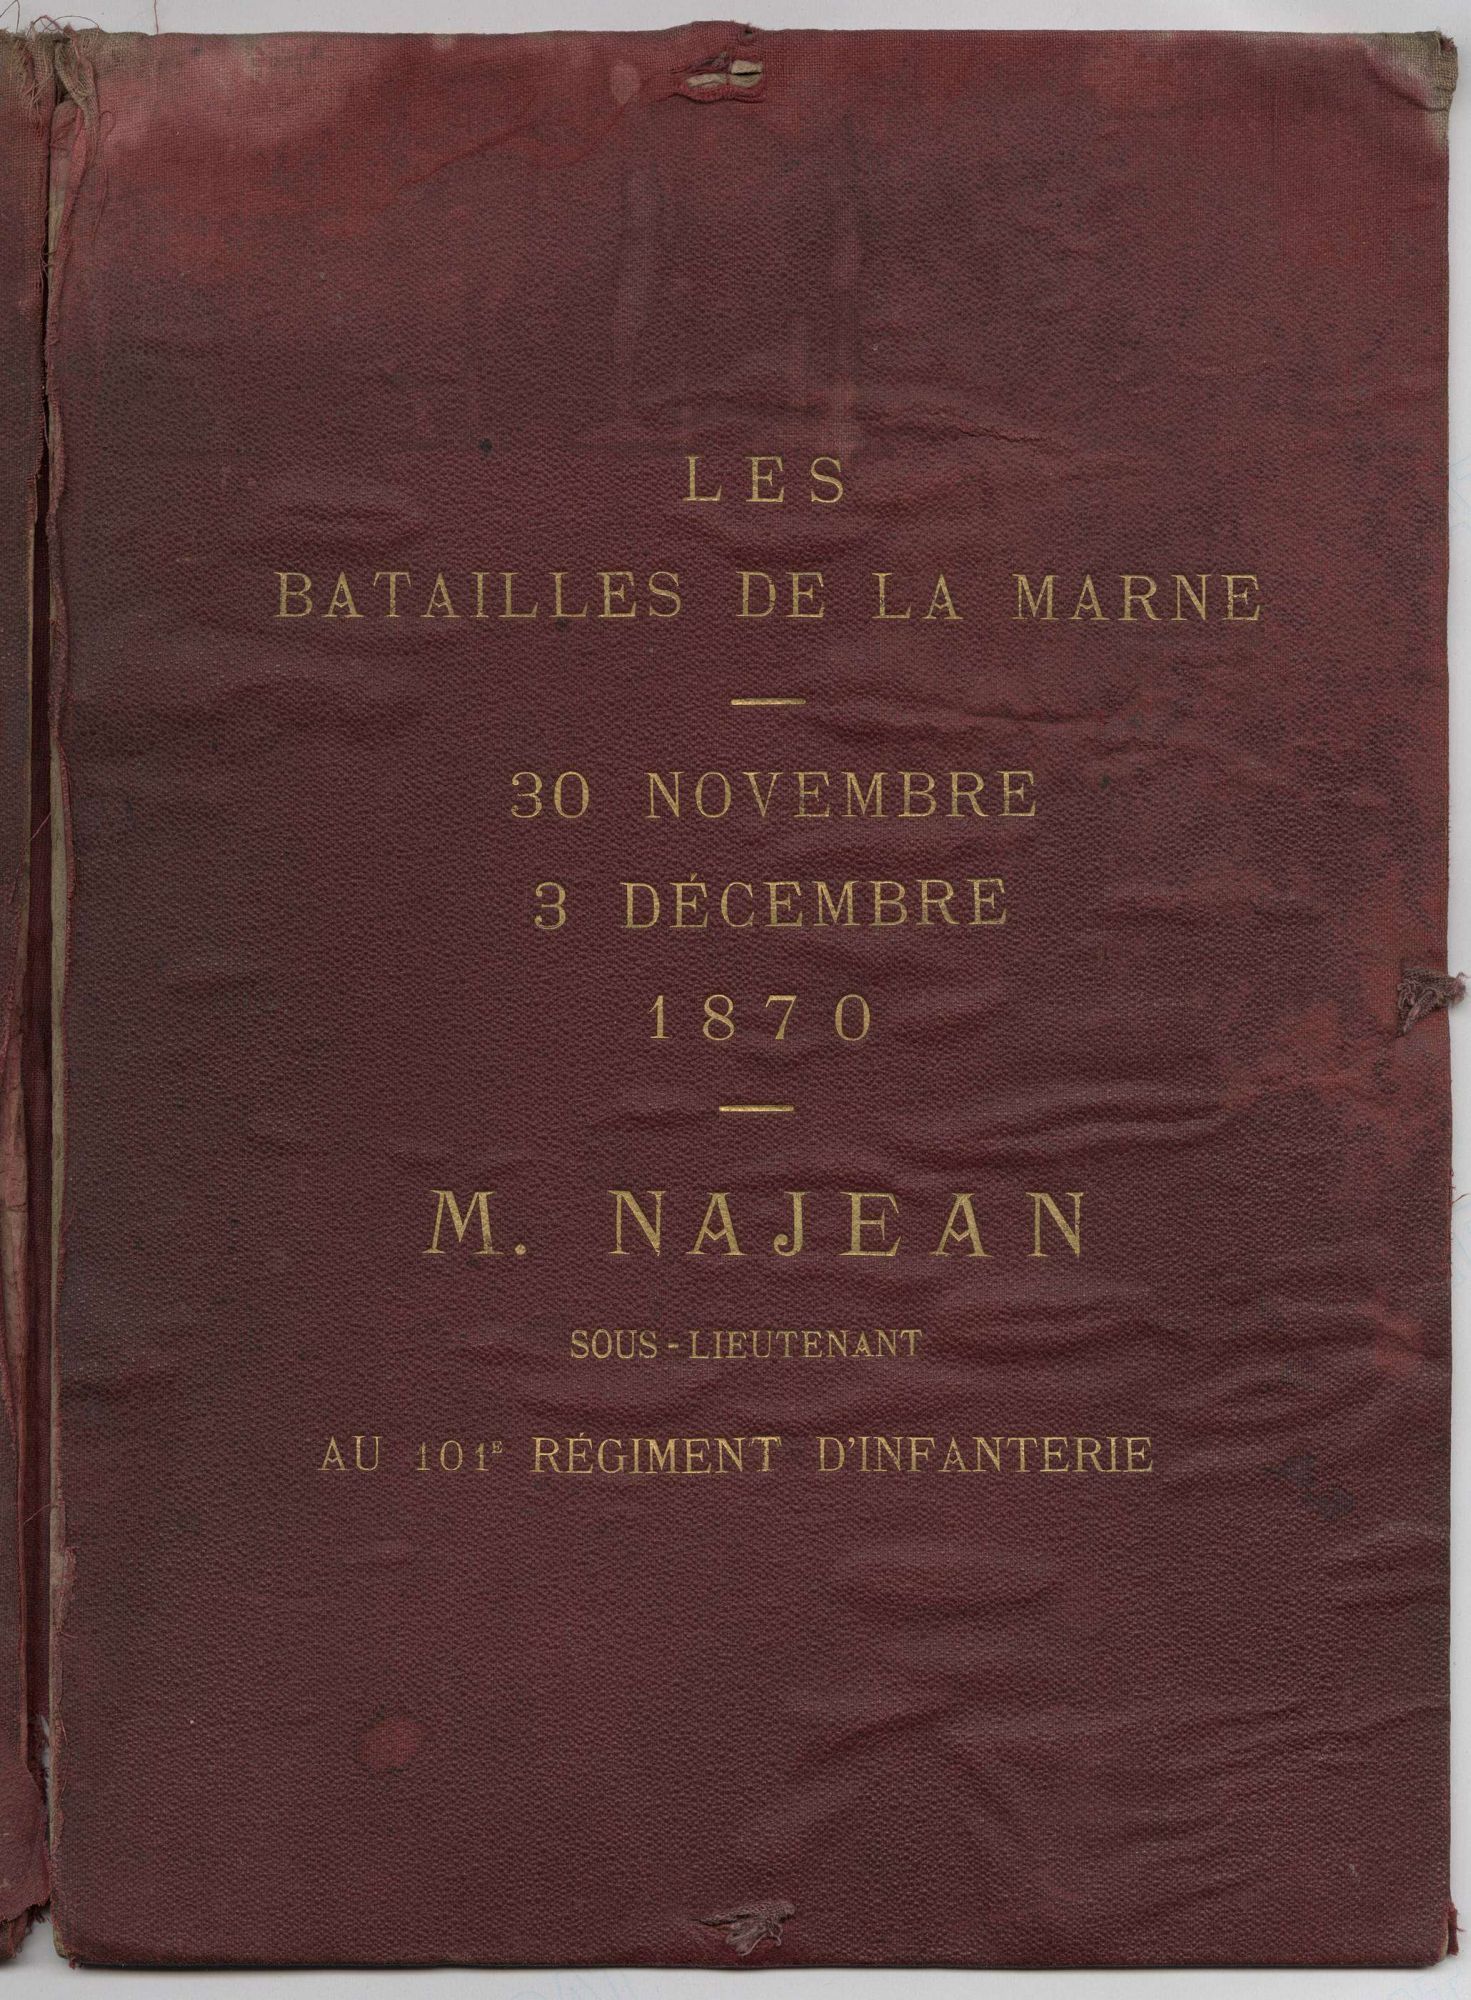 LES
BATAILLES DE LA MARNE
30 NOVEMBRE
3 DÉCEMBRE
1870
M. NAJEAN
SOUS-LIEUTENANT
AU 101E RÉGIMENT D'INFANTERIE